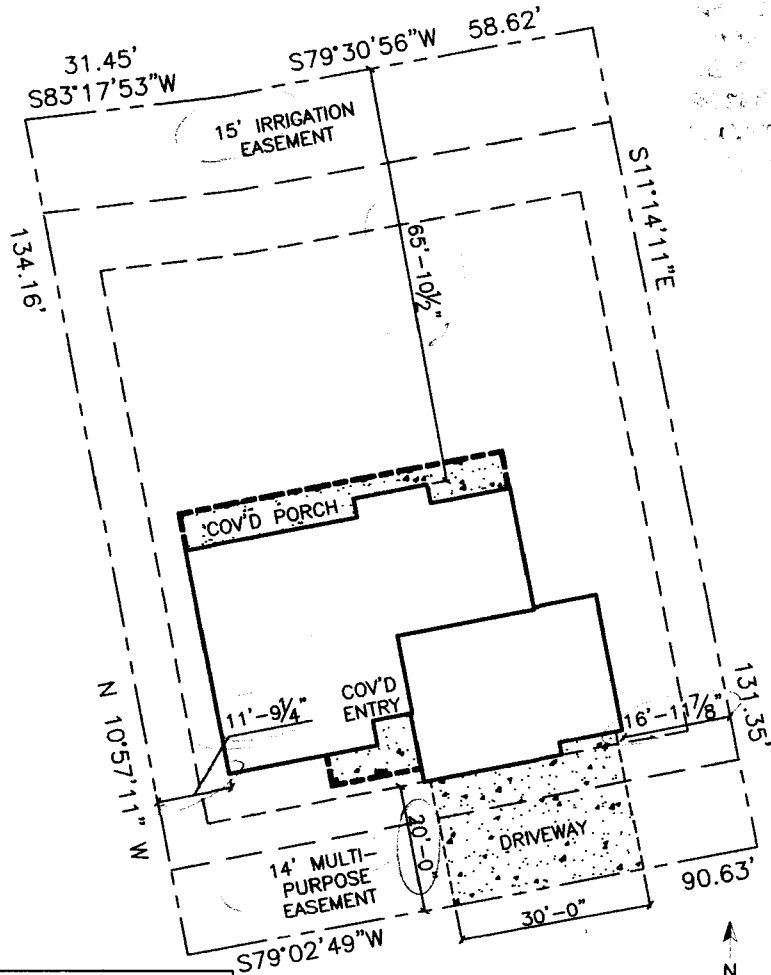 31.45'
S83°17'53"W
S79°30'56"W
58.62'
15' IRRIGATION
EASEMENT
S11°14'11"E
134.16'
65'-10½"
COV'D PORCH
N 10°57'11" W
11'-9¼"
COV'D
ENTRY
16'-11⅞"
131.35'
20'-0"
DRIVEWAY
14' MULTI-
PURPOSE
EASEMENT
90.63'
30'-0"
S79°02'49"W
N